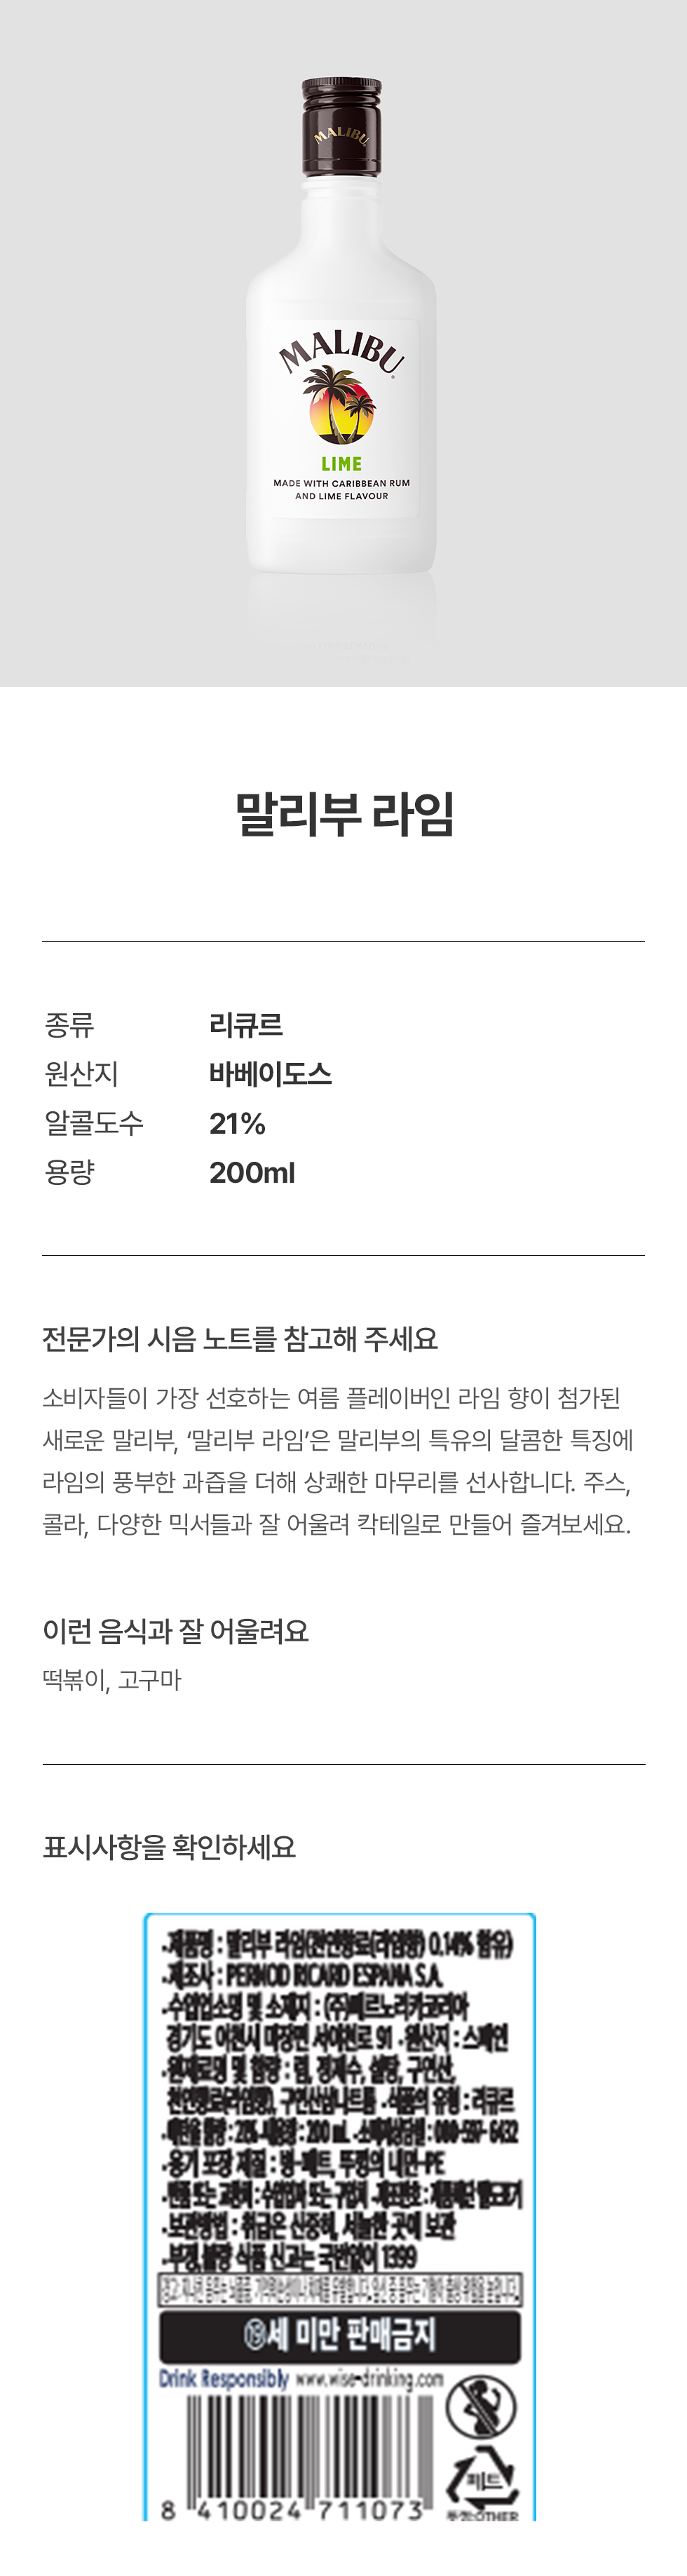 MALIBU
MALIBU
LIME
MADE WITH CARIBBEAN RUM
AND LIME FLAVOUR
말리부 라임
종류 리큐르
원산지 바베이도스
알콜도수 21%
용량 200ml
전문가의 시음 노트를 참고해 주세요
소비자들이 가장 선호하는 여름 플레이버인 라임 향이 첨가된
새로운 말리부, ‘말리부 라임’은 말리부의 특유의 달콤한 특징에
라임의 풍부한 과즙을 더해 상쾌한 마무리를 선사합니다. 주스,
콜라, 다양한 믹서들과 잘 어울려 칵테일로 만들어 즐겨보세요.
이런 음식과 잘 어울려요
떡볶이, 고구마
표시사항을 확인하세요
·제품명 : 말리부 라임(천연향료(라임향) 0.14% 함유)
·제조사 : PERNOD RICARD ESPANA S.A.
·수입업소명 및 소재지 : (주)페르노리카코리아
경기도 이천시 마장면 서이천로 91 ·원산지 : 스페인
·원재료명 및 함량 : 럼, 정제수, 설탕, 구연산,
천연향료(라임향), 구연산삼나트륨 ·식품의 유형 : 리큐르
·에탄올 함량 : 21% ·내용량 : 200 mL ·소비자상담실 :
·용기 포장 재질 : 병-페트, 뚜껑의 내면-PE
·반품 또는 교환처 : 수입업체 또는 구입처 ·제조번호 : 제품하단 별도표기
·보관방법 : 취급은 신중히, 서늘한 곳에 보관
·부정,불량 식품 신고는 국번없이 1399
⑲세 미만 판매금지
Drink Responsibly www.wise-drinking.com
페트
뚜껑:OTHER
8 410024 711073